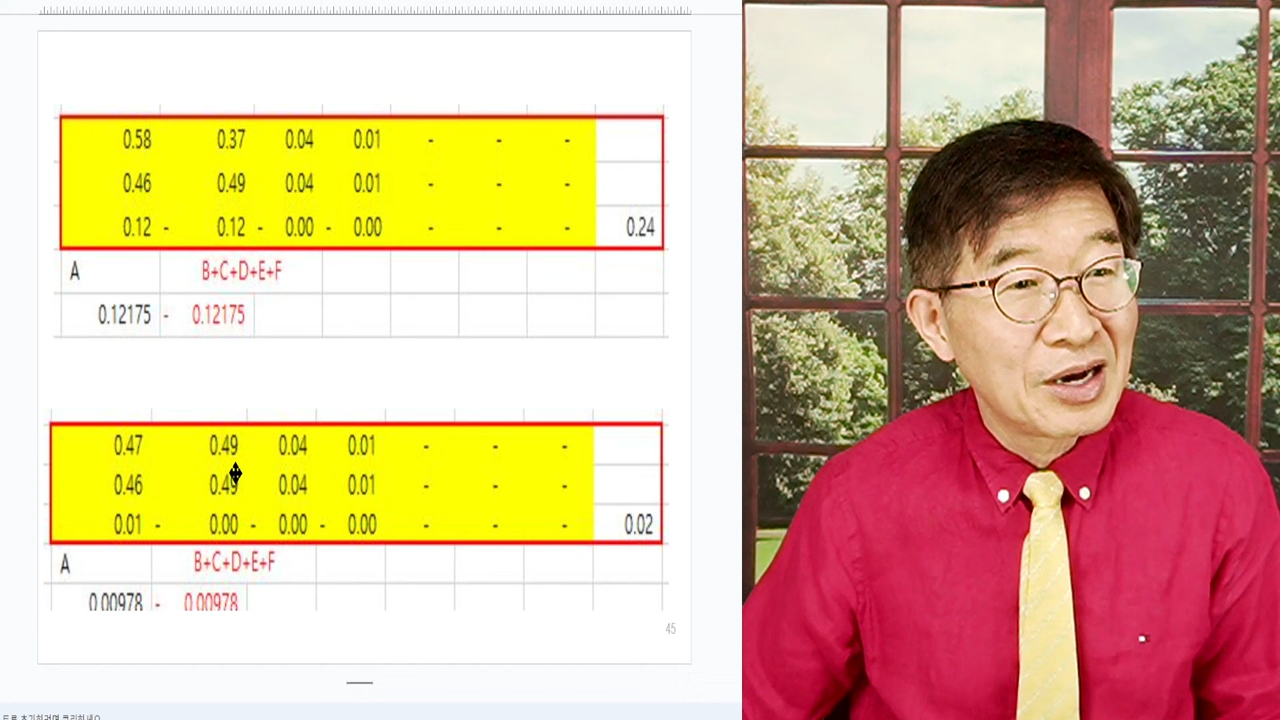 0.58 0.37 0.04 0.01 - - -
0.46 0.49 0.04 0.01 - - -
0.12 - 0.12 - 0.00 - 0.00 - - - 0.24
A B+C+D+E+F
0.12175 - 0.12175
0.47 0.49 0.04 0.01 - - -
0.46 0.49 0.04 0.01 - - -
0.01 - 0.00 - 0.00 - 0.00 - - - 0.02
A B+C+D+E+F
0.00978 - 0.00978
45